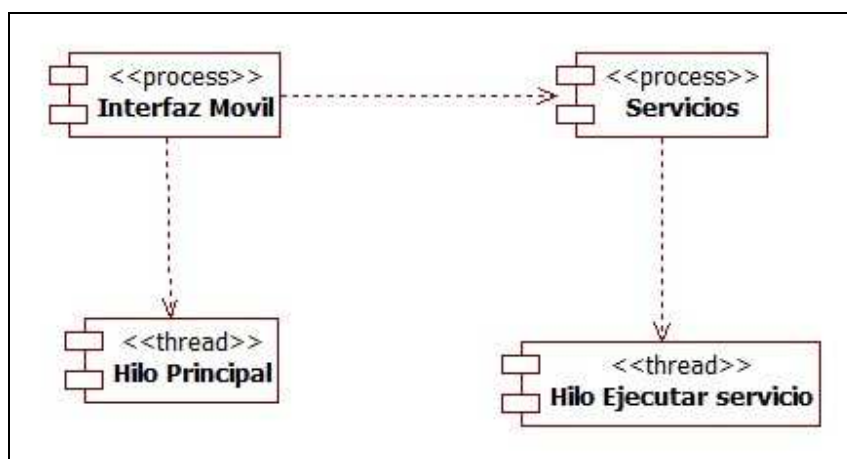 <<process>>
Interfaz Movil
<<process>>
Servicios
<<thread>>
Hilo Principal
<<thread>>
Hilo Ejecutar servicio